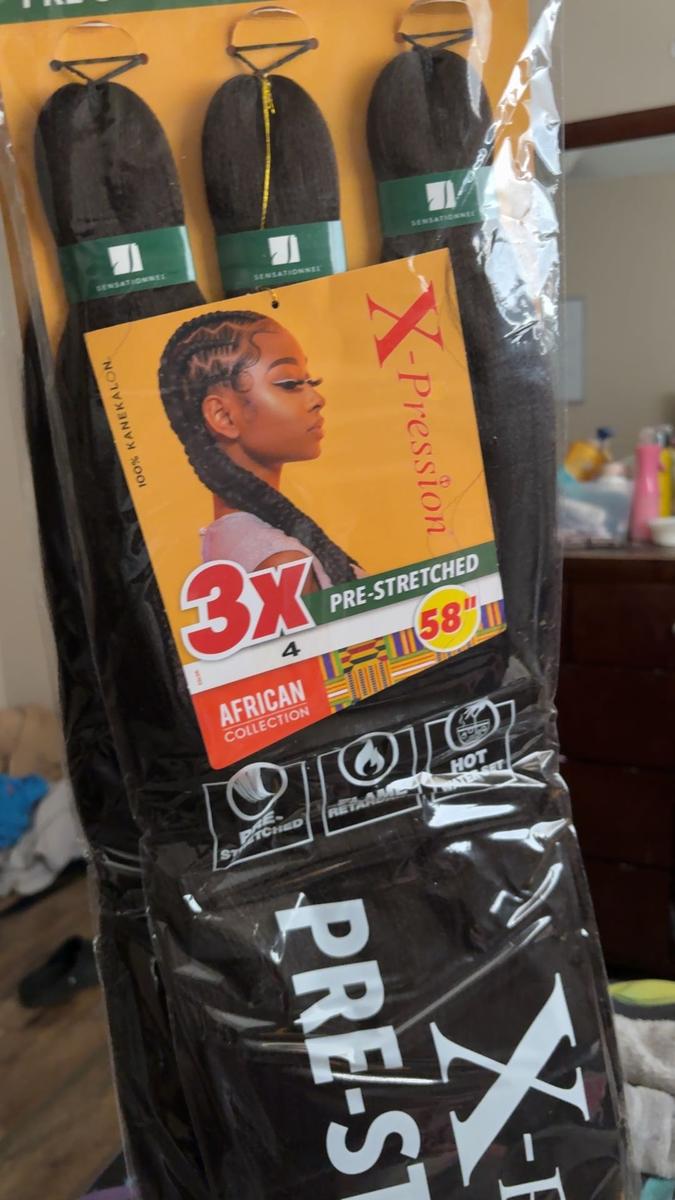 SENSATIONNEL
SENSATIONNEL
SENSATIONNEL
100% KANEKALON
X-Pression
3X
PRE-STRETCHED
58"
4
AFRICAN
COLLECTION
PRE-
STRETCHED
FLAME
RETARDANT
HOT
WATER SET
PRE-ST
X-P